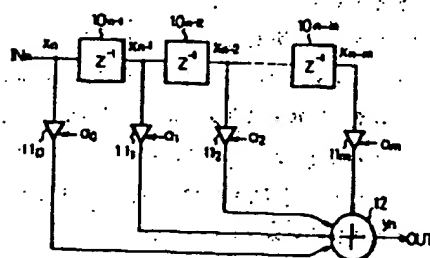 10n-1 10n-2 10n-m
INn Xn Z⁻¹ Xn-1 Z⁻¹ Xn-2 Z⁻¹ Xn-m
11₀ a₀ 11₁ a₁ 11₂ a₂ 11m am
12
+ yn OUT